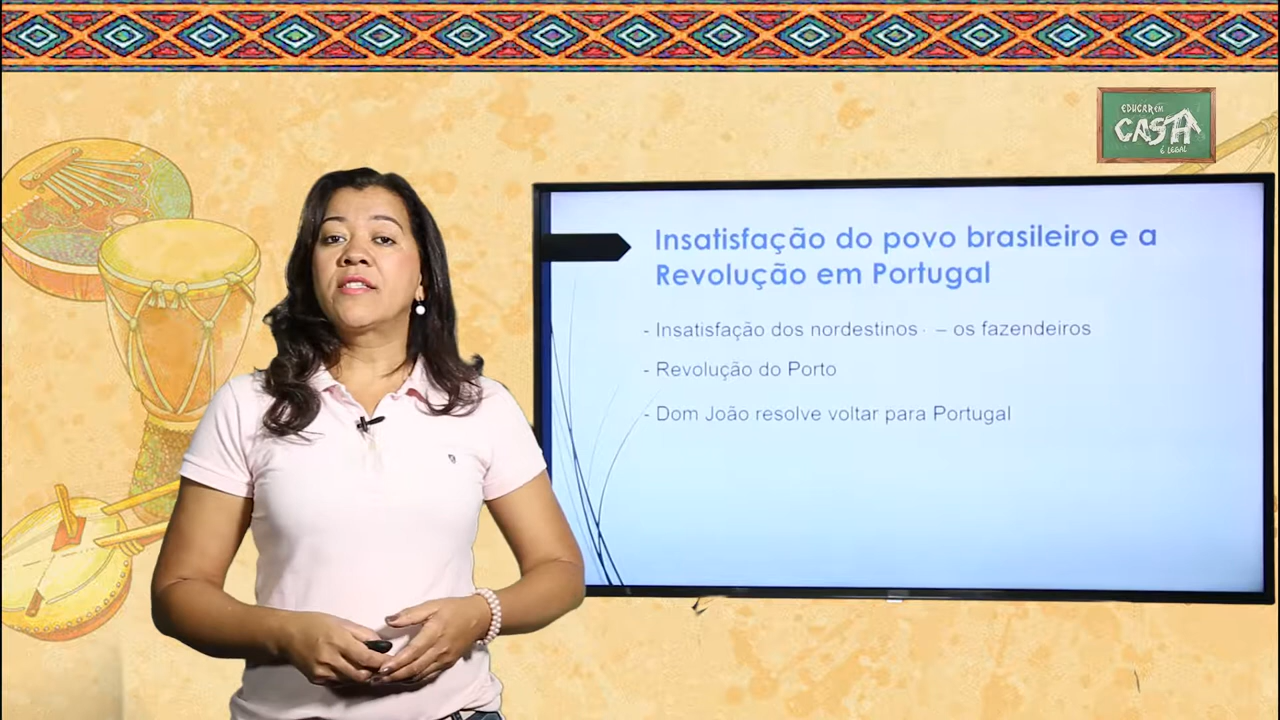 EDUCAR EM
CASA
É LEGAL
Insatisfação do povo brasileiro e a
Revolução em Portugal
- Insatisfação dos nordestinos – os fazendeiros
- Revolução do Porto
- Dom João resolve voltar para Portugal